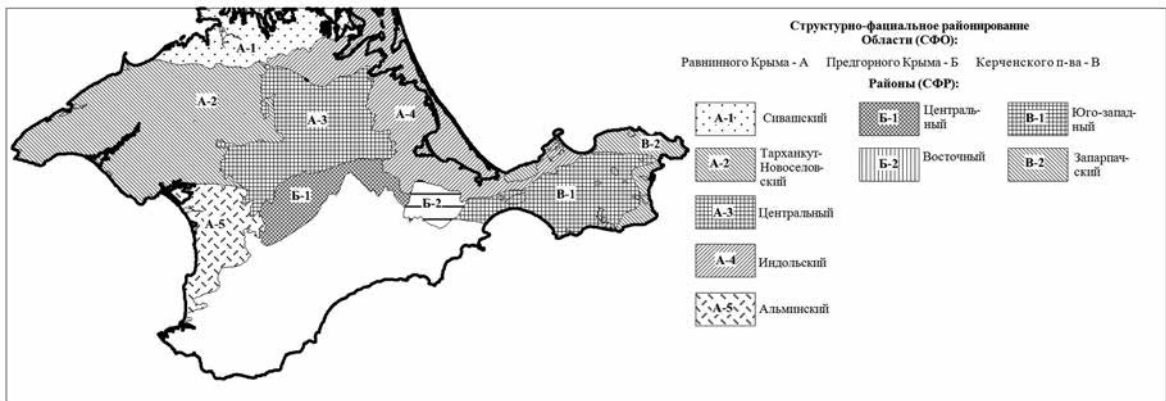 Структурно-фациальное районирование
Области (СФО):
Равнинного Крыма - А Предгорного Крыма - Б Керченского п-ва - В
Районы (СФР):
А-1 Сивашский
А-2 Тарханкут-
Новоселов-
ский
А-3 Центральный
А-4 Индольский
А-5 Альминский
Б-1 Централь-
ный
Б-2 Восточный
В-1 Юго-запад-
ный
В-2 Запарпач-
ский
А-1
А-2
А-3
А-4
А-5
Б-1
Б-2
В-1
В-2